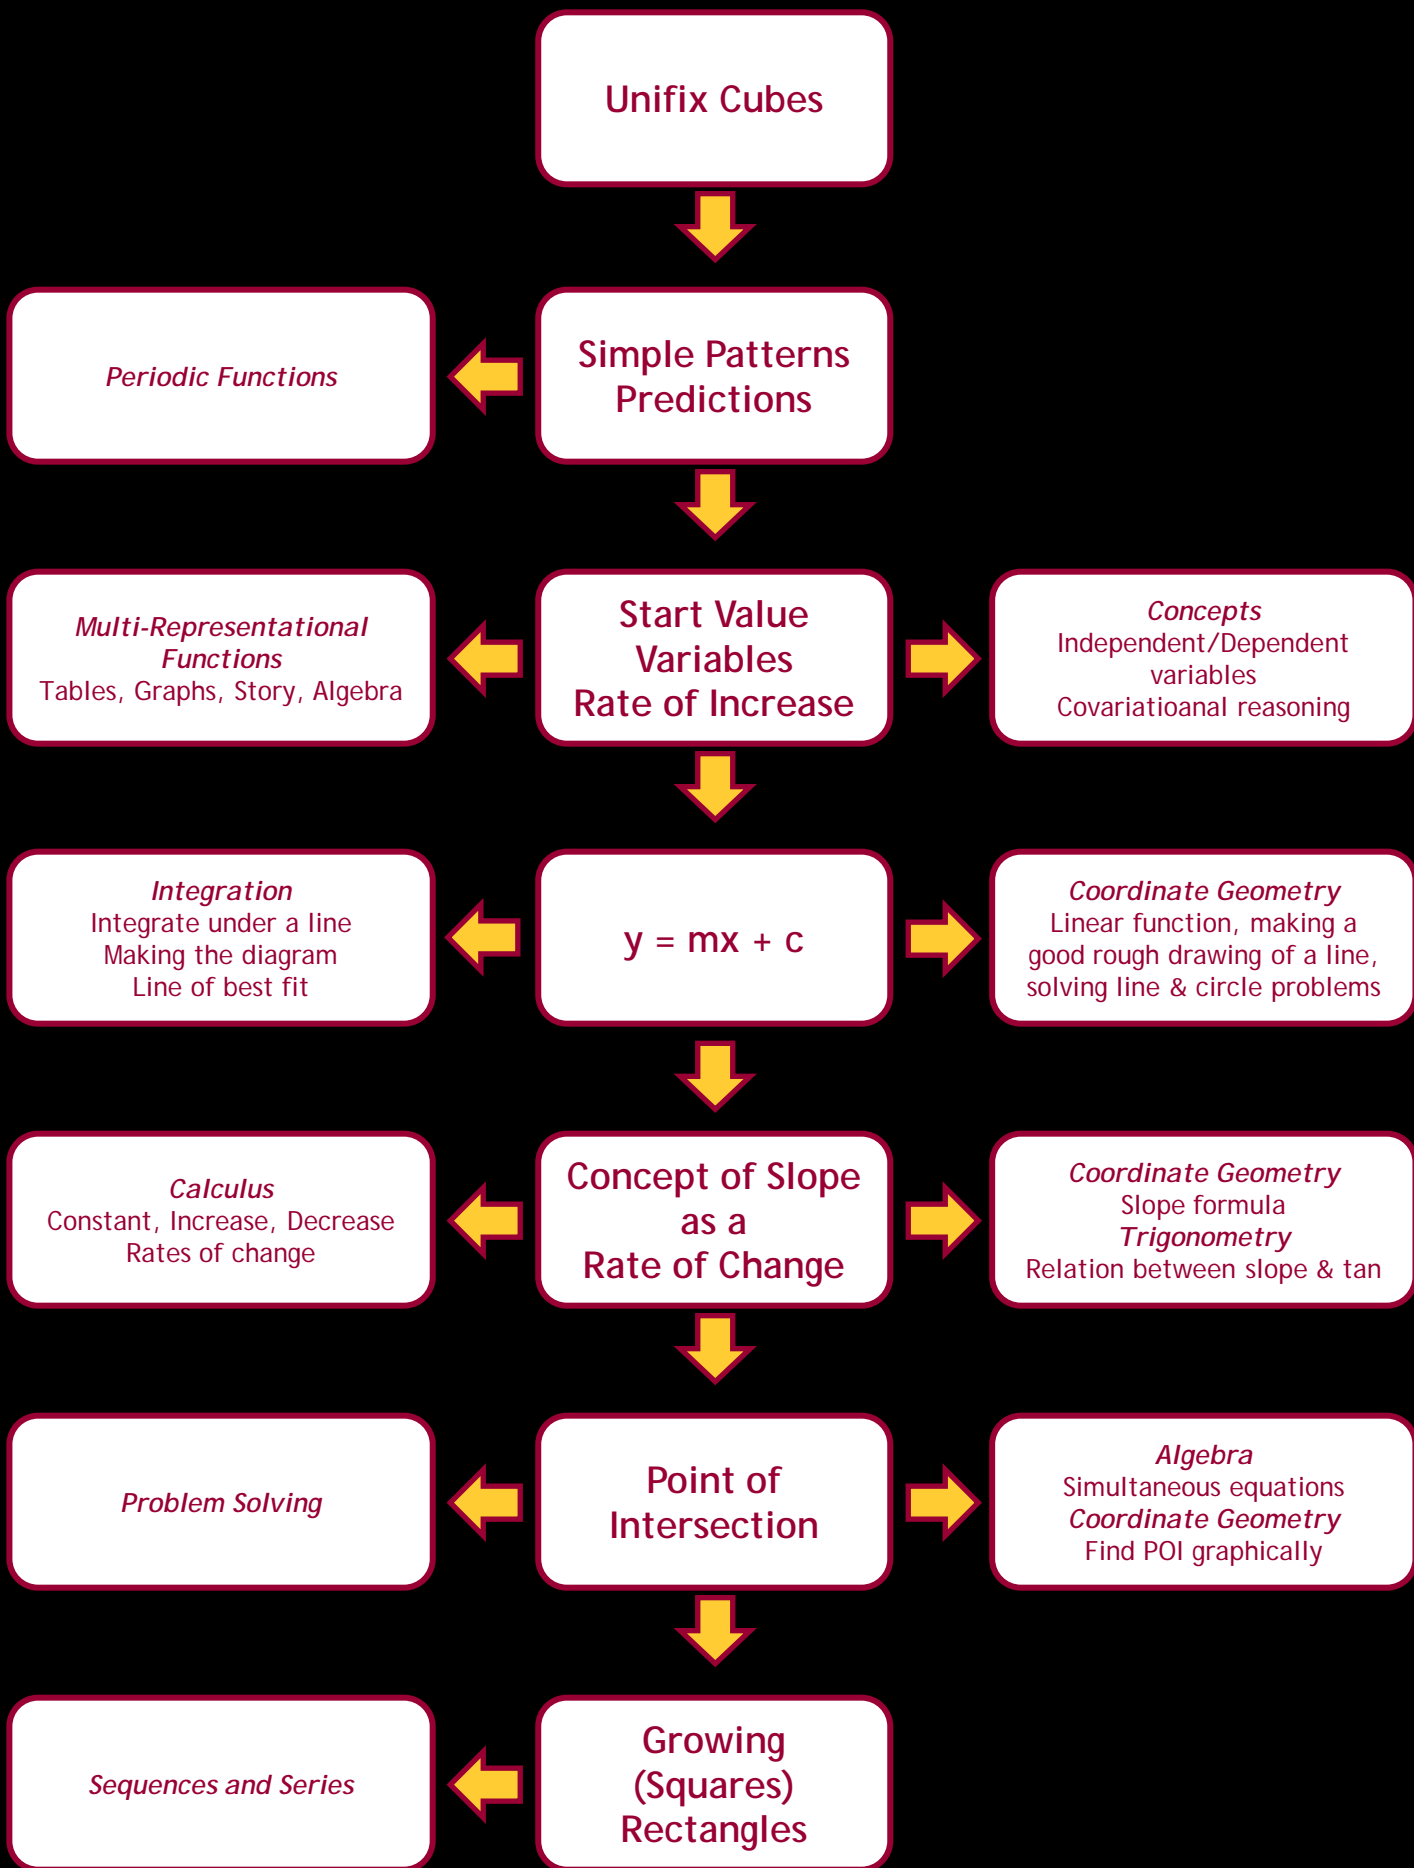 Unifix Cubes
Periodic Functions
Simple Patterns
Predictions
Multi-Representational
Functions
Tables, Graphs, Story, Algebra
Start Value
Variables
Rate of Increase
Concepts
Independent/Dependent
variables
Covariatioanal reasoning
Integration
Integrate under a line
Making the diagram
Line of best fit
y = mx + c
Coordinate Geometry
Linear function, making a
good rough drawing of a line,
solving line & circle problems
Calculus
Constant, Increase, Decrease
Rates of change
Concept of Slope
as a
Rate of Change
Coordinate Geometry
Slope formula
Trigonometry
Relation between slope & tan
Problem Solving
Point of
Intersection
Algebra
Simultaneous equations
Coordinate Geometry
Find POI graphically
Sequences and Series
Growing
(Squares)
Rectangles